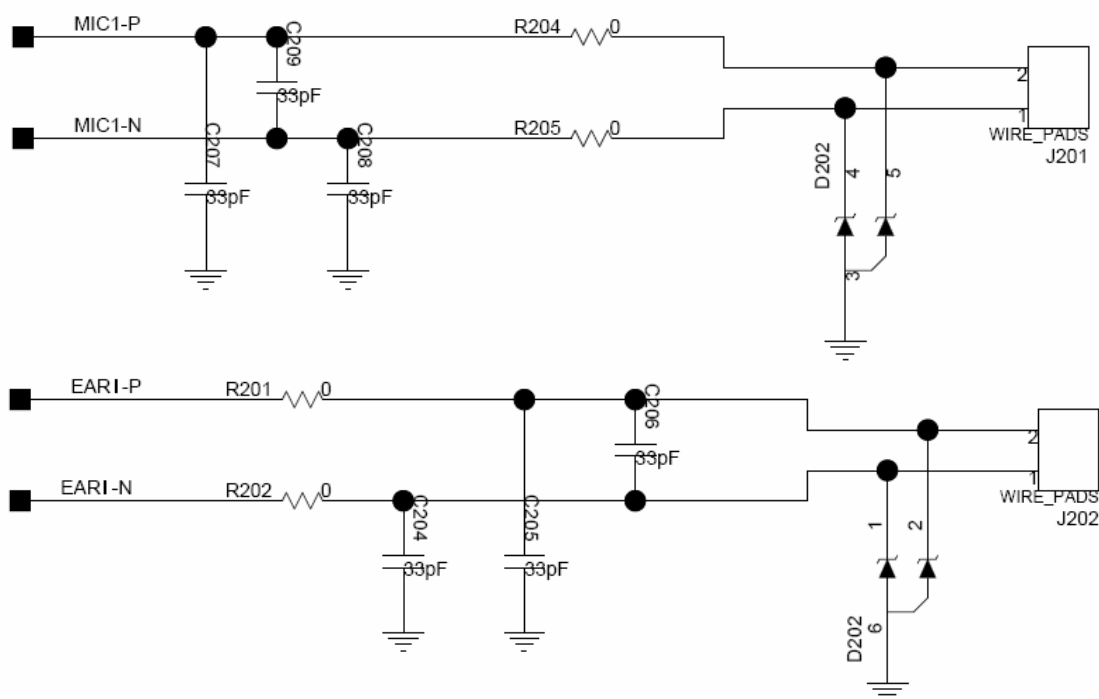 MIC1-P
C209
R204
0
33pF
2
MIC1-N
C207
C208
R205
0
1
WIRE_PADS
J201
33pF
33pF
D202
4
5
3
EAR1-P
R201
0
C206
2
33pF
EAR1-N
R202
0
C204
C205
1
WIRE_PADS
J202
33pF
33pF
1
2
D202
6